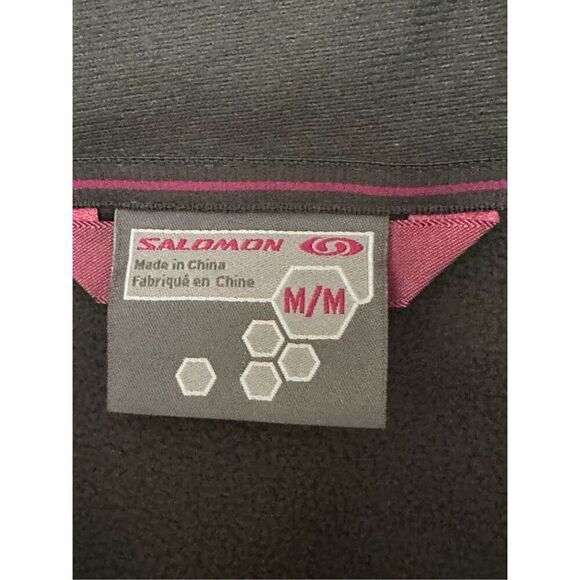 SALOMON
Made in China
Fabriqué en Chine
M/M